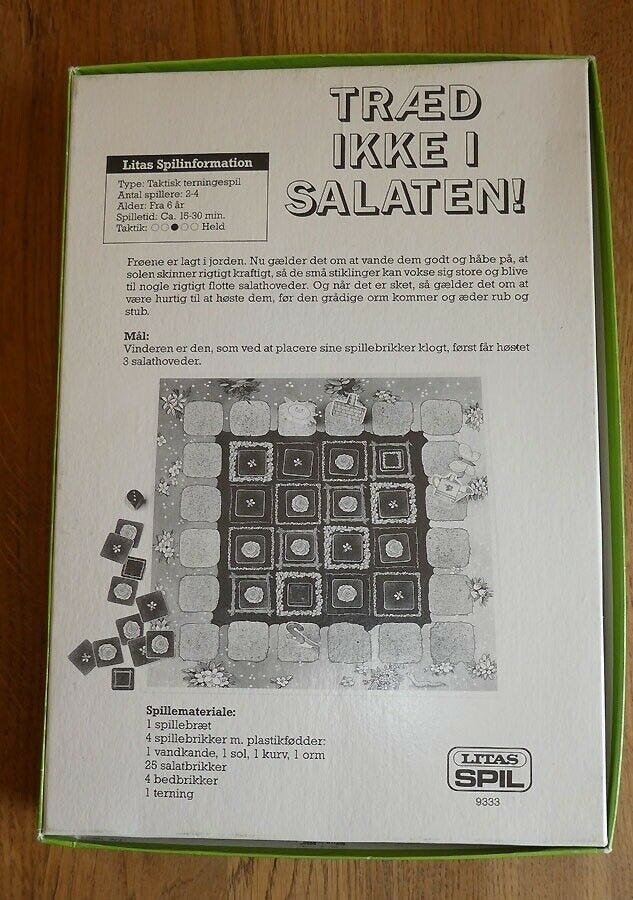 TRÆD
IKKE I
SALATEN!
Litas Spilinformation
Type: Taktisk terningespil
Antal spillere: 2-4
Alder: Fra 6 år
Spilletid: Ca. 15-30 min.
Taktik: ○○●○○ Held
Frøene er lagt i jorden. Nu gælder det om at vande dem godt og håbe på, at
solen skinner rigtigt kraftigt, så de små stiklinger kan vokse sig store og blive
til nogle rigtigt flotte salathoveder. Og når det er sket, så gælder det om at
være hurtig til at høste dem, før den grådige orm kommer og æder rub og
stub.
Mål:
Vinderen er den, som ved at placere sine spillebrikker klogt, først får høstet
3 salathoveder.
Spillemateriale:
1 spillebræt
4 spillebrikker m. plastikfødder:
1 vandkande, 1 sol, 1 kurv, 1 orm
25 salatbrikker
4 bedbrikker
1 terning
LITAS
SPIL
9333